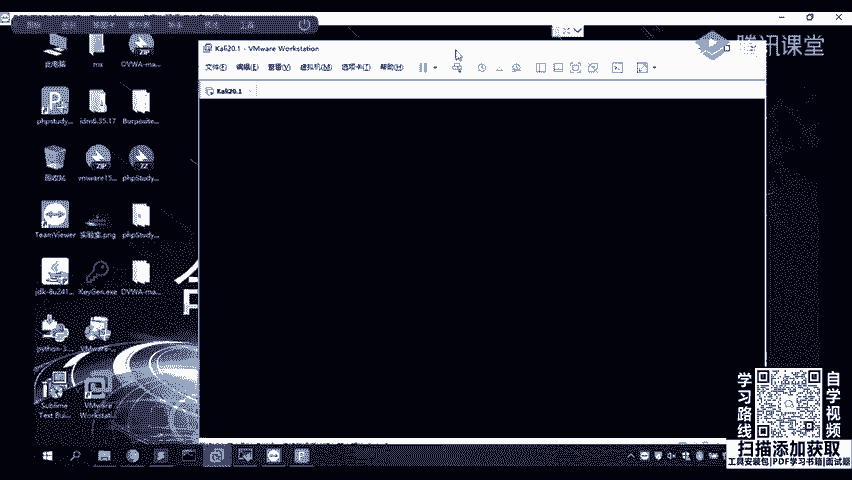 Kali20.1 - VMware Workstation
腾讯课堂
文件(F) 编辑(E) 查看(V) 虚拟机(M) 选项卡(T) 帮助(H)
Kali20.1
此电脑
mx
DVWA-ma...
phpstudy...
idm6.35.17
Burpsuite...
回收站
vmware15...
phpStudy...
TeamViewer
实验室.png
phpStudy...
jdk-8u241...
KeyGen.exe
DVWA-ma...
python-3...
VMware-...
Sublime
Text Bui...
VMware
Workstati...
学习路线
自学视频
扫描添加获取
工具安装包|PDF学习书籍|面试题